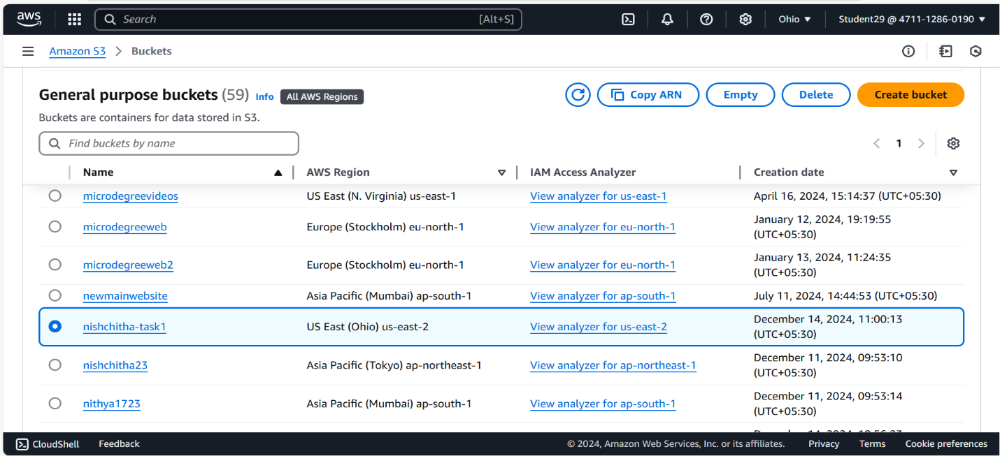 aws Search [Alt+S] Ohio Student29 @ 4711-1286-0190
Amazon S3 Buckets
General purpose buckets (59) Info All AWS Regions Copy ARN Empty Delete Create bucket
Buckets are containers for data stored in S3.
Find buckets by name 1
Name AWS Region IAM Access Analyzer Creation date
microdegreevideos US East (N. Virginia) us-east-1 View analyzer for us-east-1 April 16, 2024, 15:14:37 (UTC+05:30)
microdegreeweb Europe (Stockholm) eu-north-1 View analyzer for eu-north-1 January 12, 2024, 19:19:55
(UTC+05:30)
microdegreeweb2 Europe (Stockholm) eu-north-1 View analyzer for eu-north-1 January 13, 2024, 11:24:35
(UTC+05:30)
newmainwebsite Asia Pacific (Mumbai) ap-south-1 View analyzer for ap-south-1 July 11, 2024, 14:44:53 (UTC+05:30)
nishchitha-task1 US East (Ohio) us-east-2 View analyzer for us-east-2 December 14, 2024, 11:00:13
(UTC+05:30)
nishchitha23 Asia Pacific (Tokyo) ap-northeast-1 View analyzer for ap-northeast-1 December 11, 2024, 09:53:10
(UTC+05:30)
nithya1723 Asia Pacific (Mumbai) ap-south-1 View analyzer for ap-south-1 December 11, 2024, 09:53:14
(UTC+05:30)
CloudShell Feedback © 2024, Amazon Web Services, Inc. or its affiliates. Privacy Terms Cookie preferences